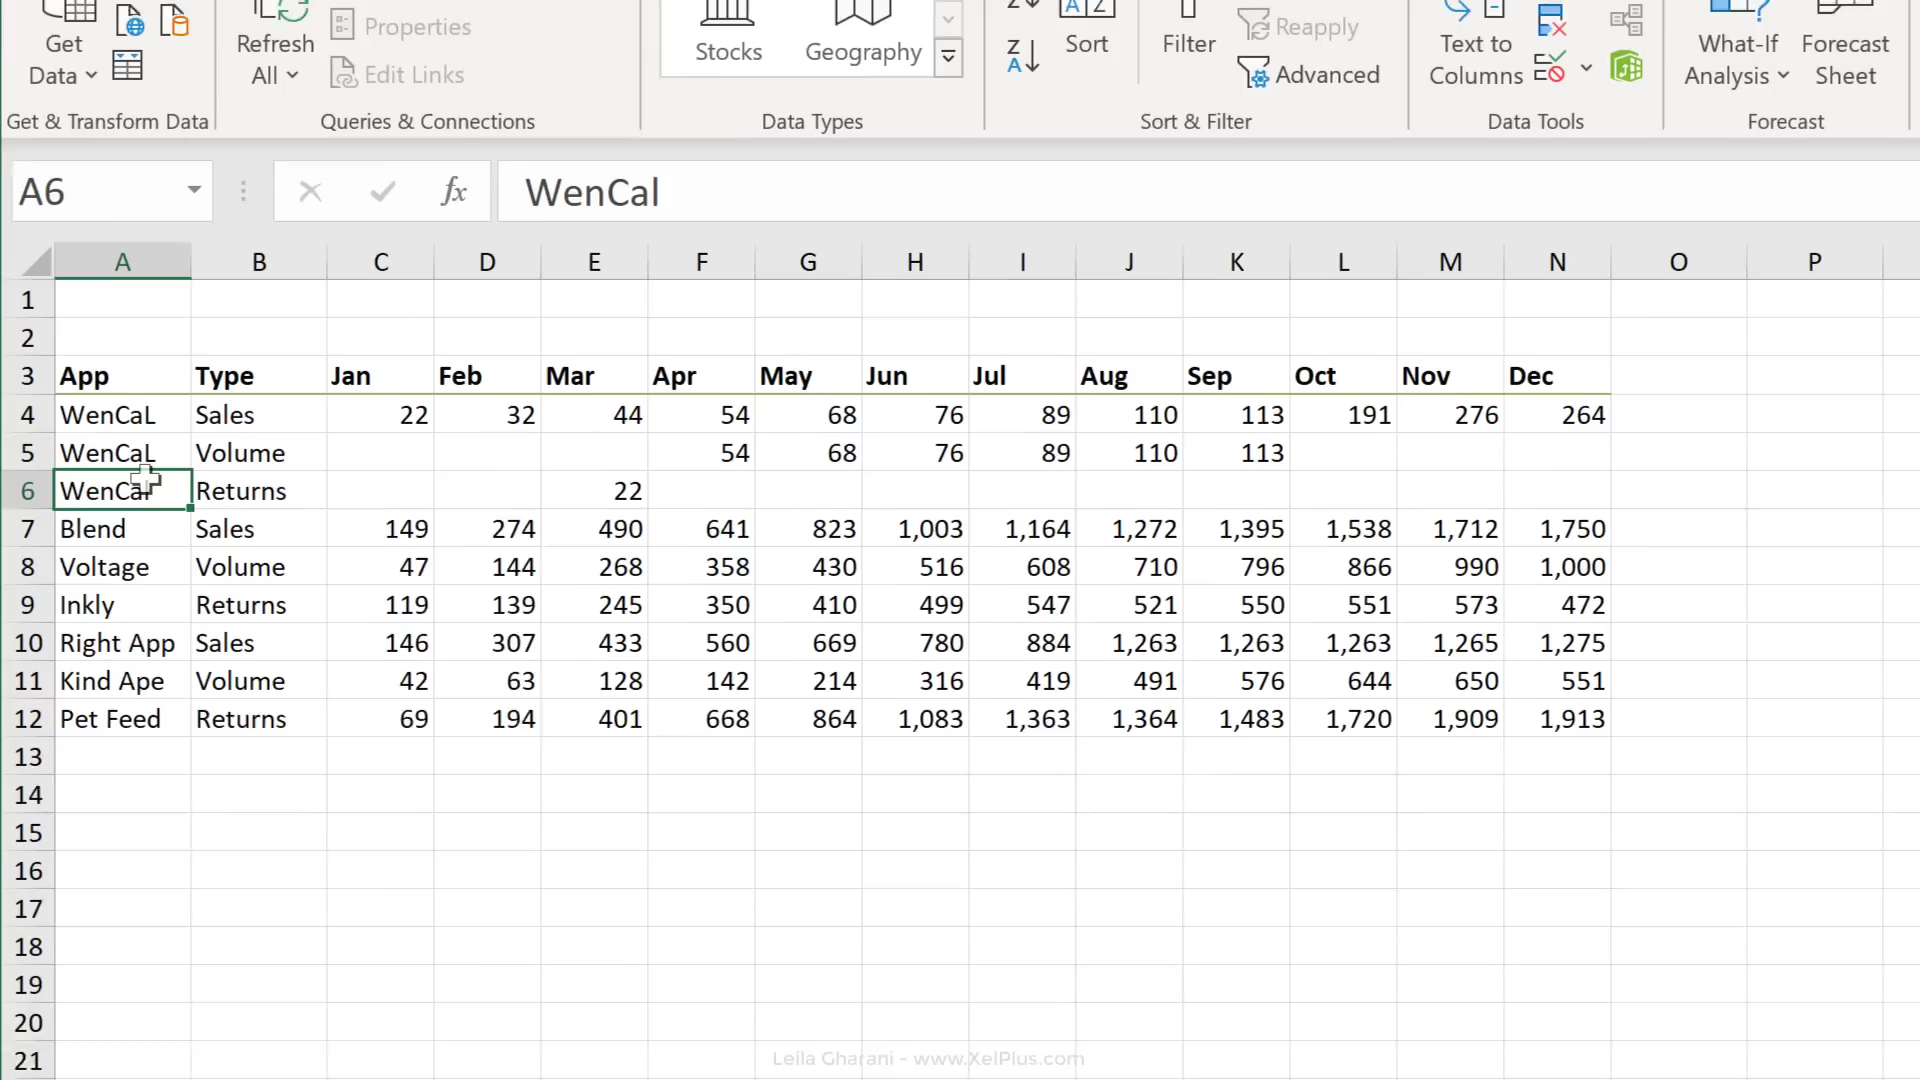 Get Data
Refresh All
Properties
Edit Links
Stocks
Geography
Z A
Sort
Filter
Reapply
Advanced
Text to Columns
What-If Analysis
Forecast Sheet
Get & Transform Data
Queries & Connections
Data Types
Sort & Filter
Data Tools
Forecast
A6 fx WenCal
A B C D E F G H I J K L M N O P
1
2
3 App Type Jan Feb Mar Apr May Jun Jul Aug Sep Oct Nov Dec
4 WenCaL Sales 22 32 44 54 68 76 89 110 113 191 276 264
5 WenCaL Volume 54 68 76 89 110 113
6 WenCal Returns 22
7 Blend Sales 149 274 490 641 823 1,003 1,164 1,272 1,395 1,538 1,712 1,750
8 Voltage Volume 47 144 268 358 430 516 608 710 796 866 990 1,000
9 Inkly Returns 119 139 245 350 410 499 547 521 550 551 573 472
10 Right App Sales 146 307 433 560 669 780 884 1,263 1,263 1,263 1,265 1,275
11 Kind Ape Volume 42 63 128 142 214 316 419 491 576 644 650 551
12 Pet Feed Returns 69 194 401 668 864 1,083 1,363 1,364 1,483 1,720 1,909 1,913
13
14
15
16
17
18
19
20
21
Leila Gharani - www.XelPlus.com